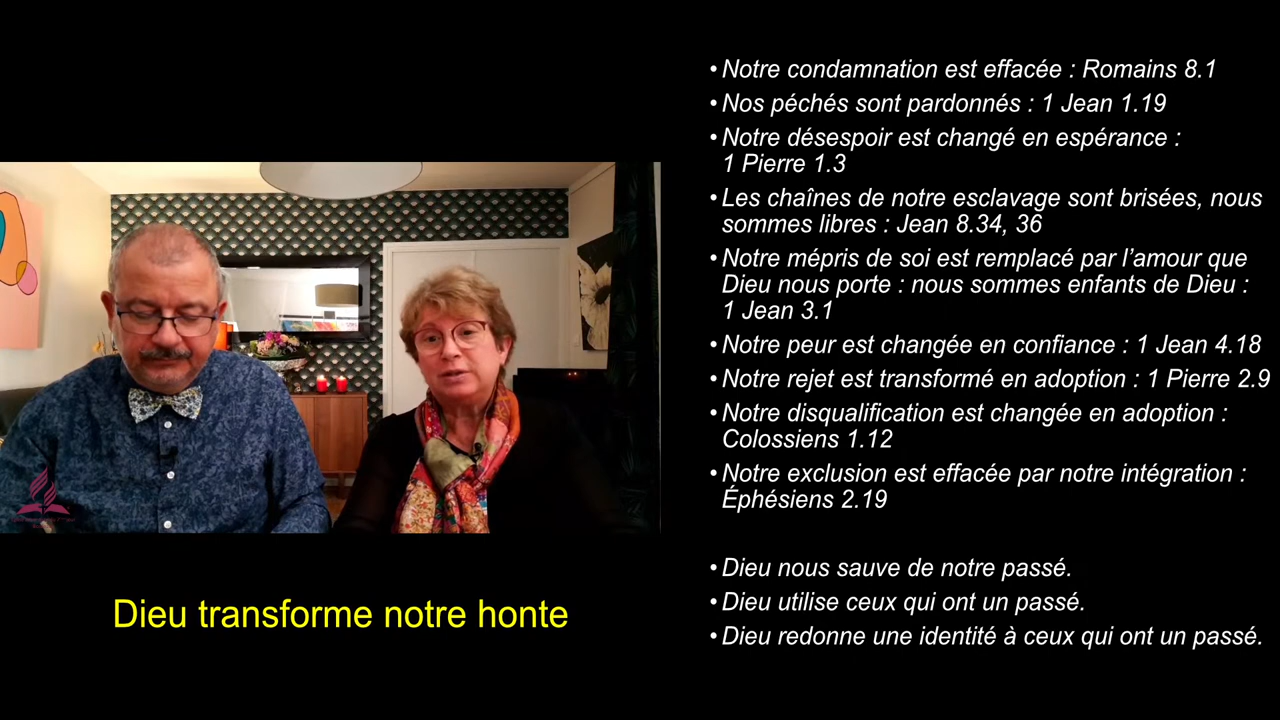 • Notre condamnation est effacée : Romains 8.1
• Nos péchés sont pardonnés : 1 Jean 1.19
• Notre désespoir est changé en espérance :
1 Pierre 1.3
• Les chaînes de notre esclavage sont brisées, nous
sommes libres : Jean 8.34, 36
• Notre mépris de soi est remplacé par l’amour que
Dieu nous porte : nous sommes enfants de Dieu :
1 Jean 3.1
• Notre peur est changée en confiance : 1 Jean 4.18
• Notre rejet est transformé en adoption : 1 Pierre 2.9
• Notre disqualification est changée en adoption :
Colossiens 1.12
• Notre exclusion est effacée par notre intégration :
Éphésiens 2.19
• Dieu nous sauve de notre passé.
• Dieu utilise ceux qui ont un passé.
• Dieu redonne une identité à ceux qui ont un passé.
Dieu transforme notre honte